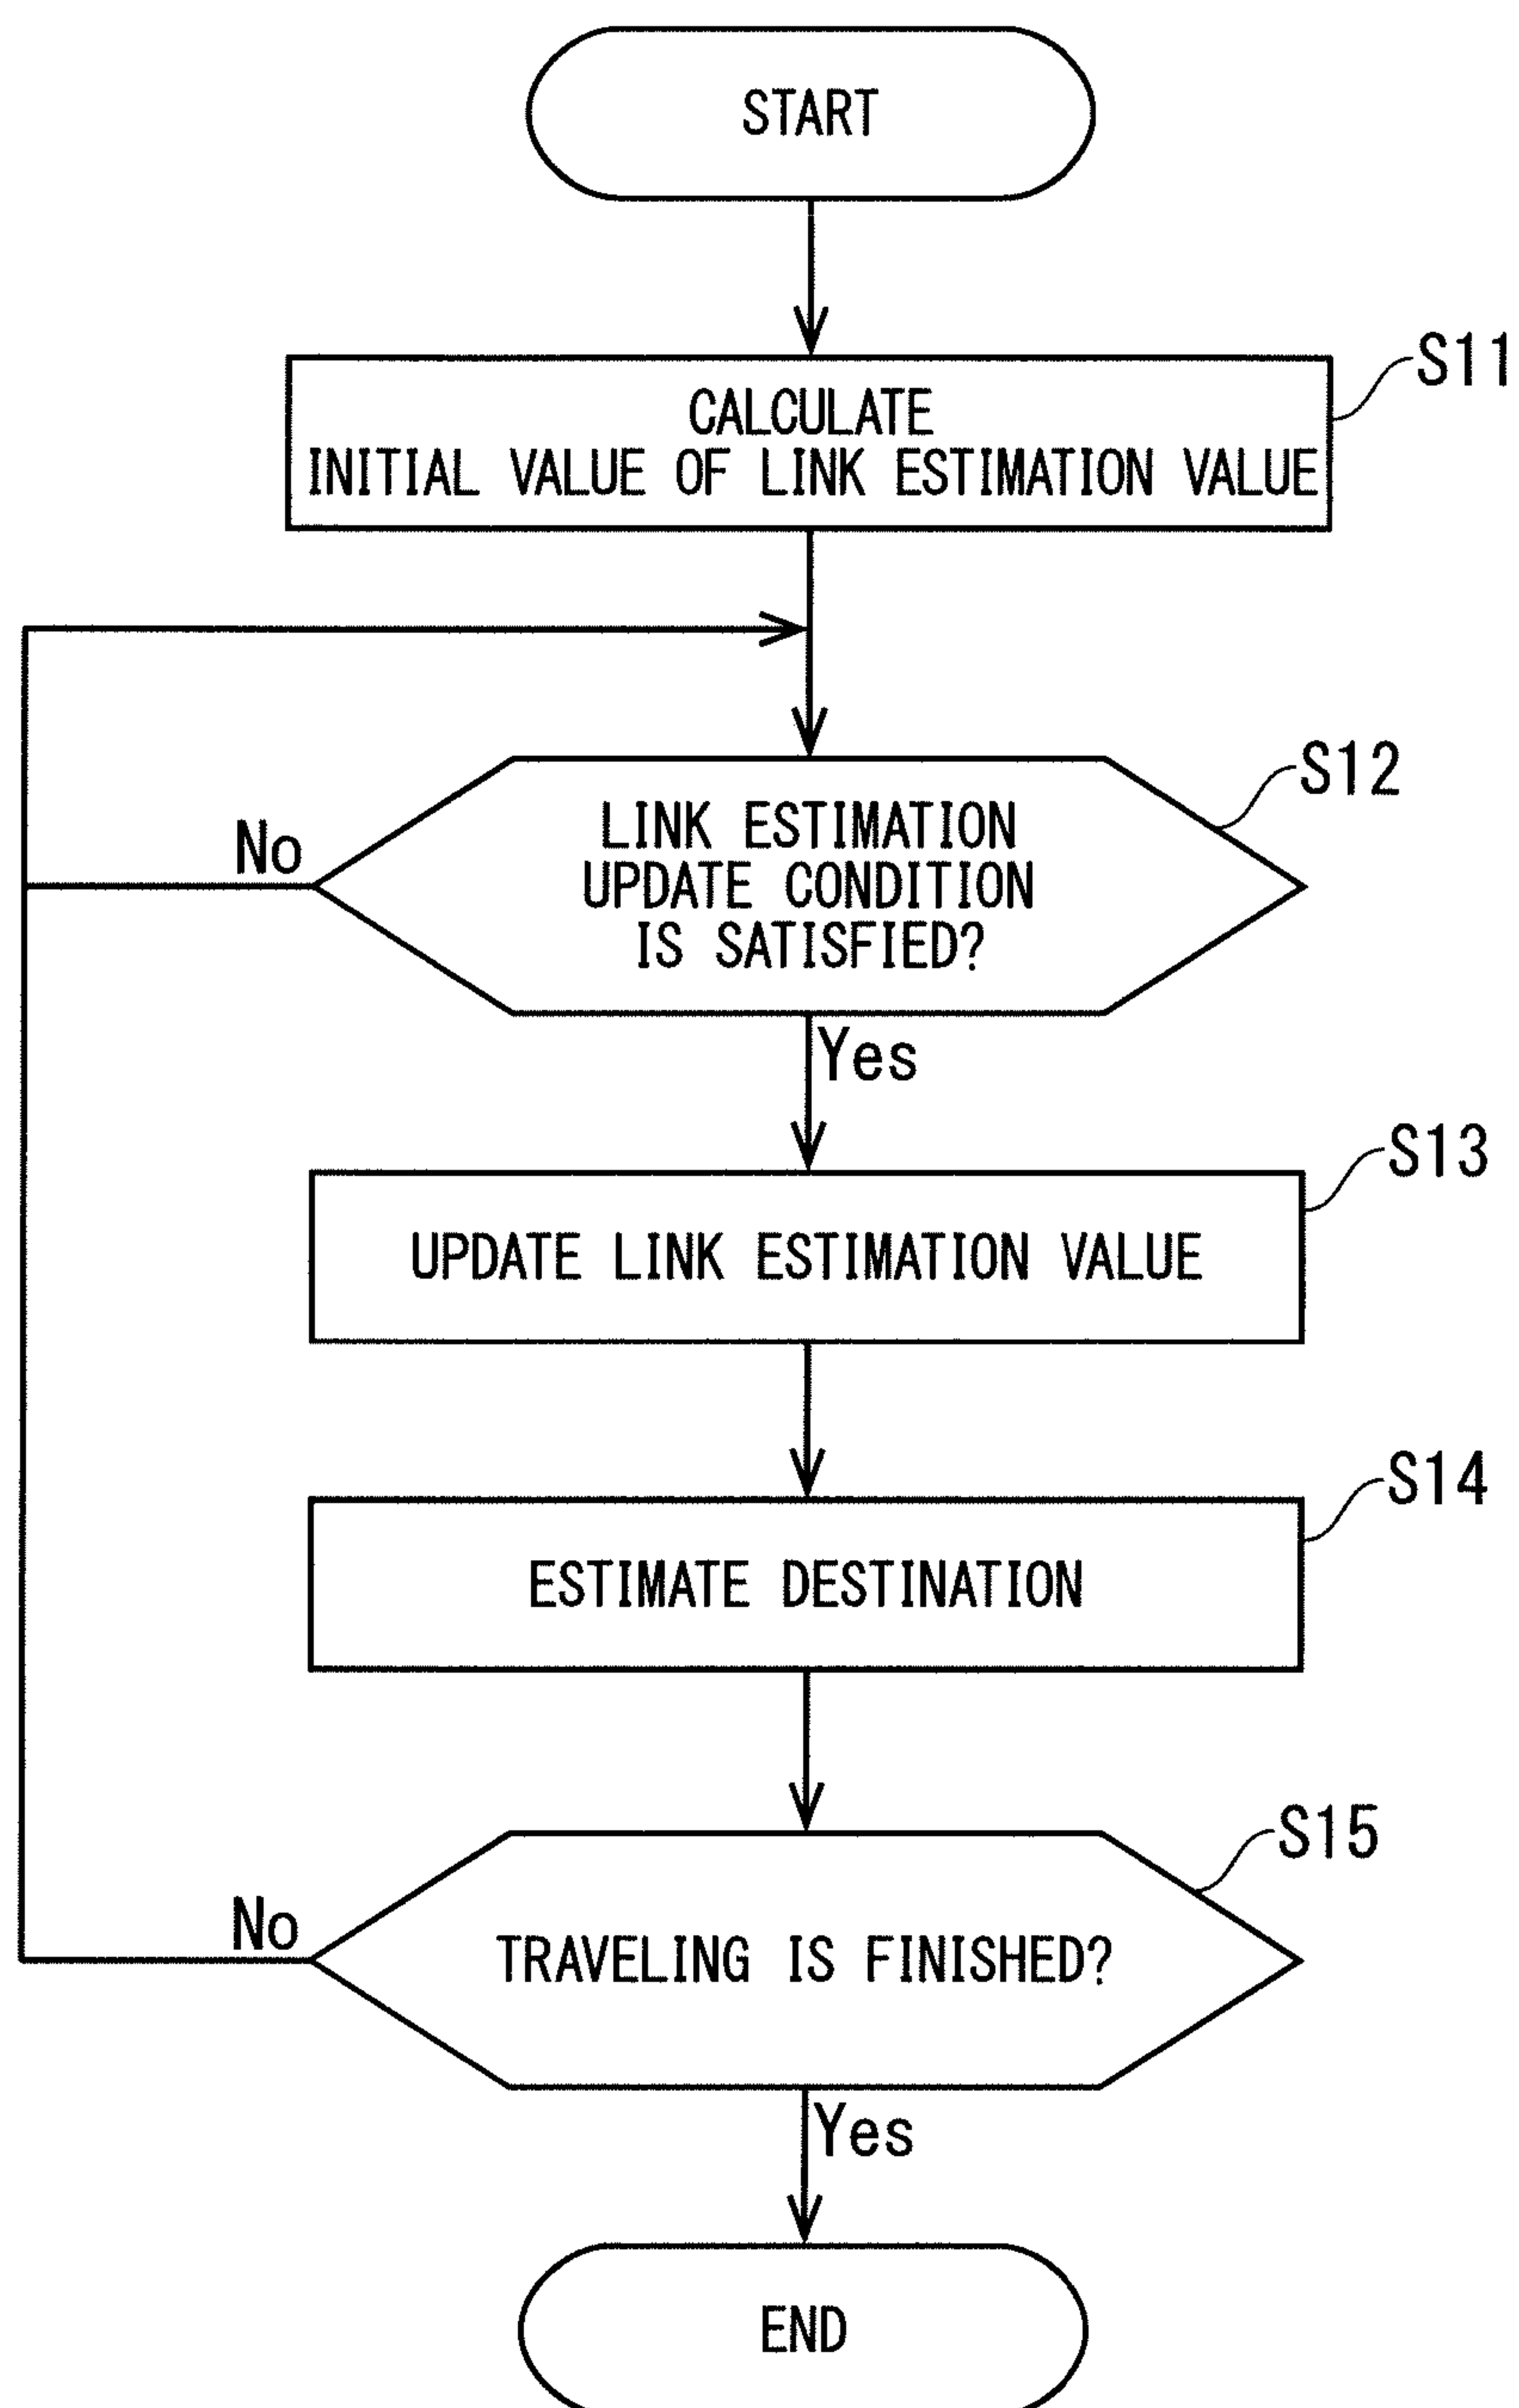 START
S11
CALCULATE
INITIAL VALUE OF LINK ESTIMATION VALUE
S12
LINK ESTIMATION
UPDATE CONDITION
IS SATISFIED?
No
Yes
S13
UPDATE LINK ESTIMATION VALUE
S14
ESTIMATE DESTINATION
S15
TRAVELING IS FINISHED?
No
Yes
END